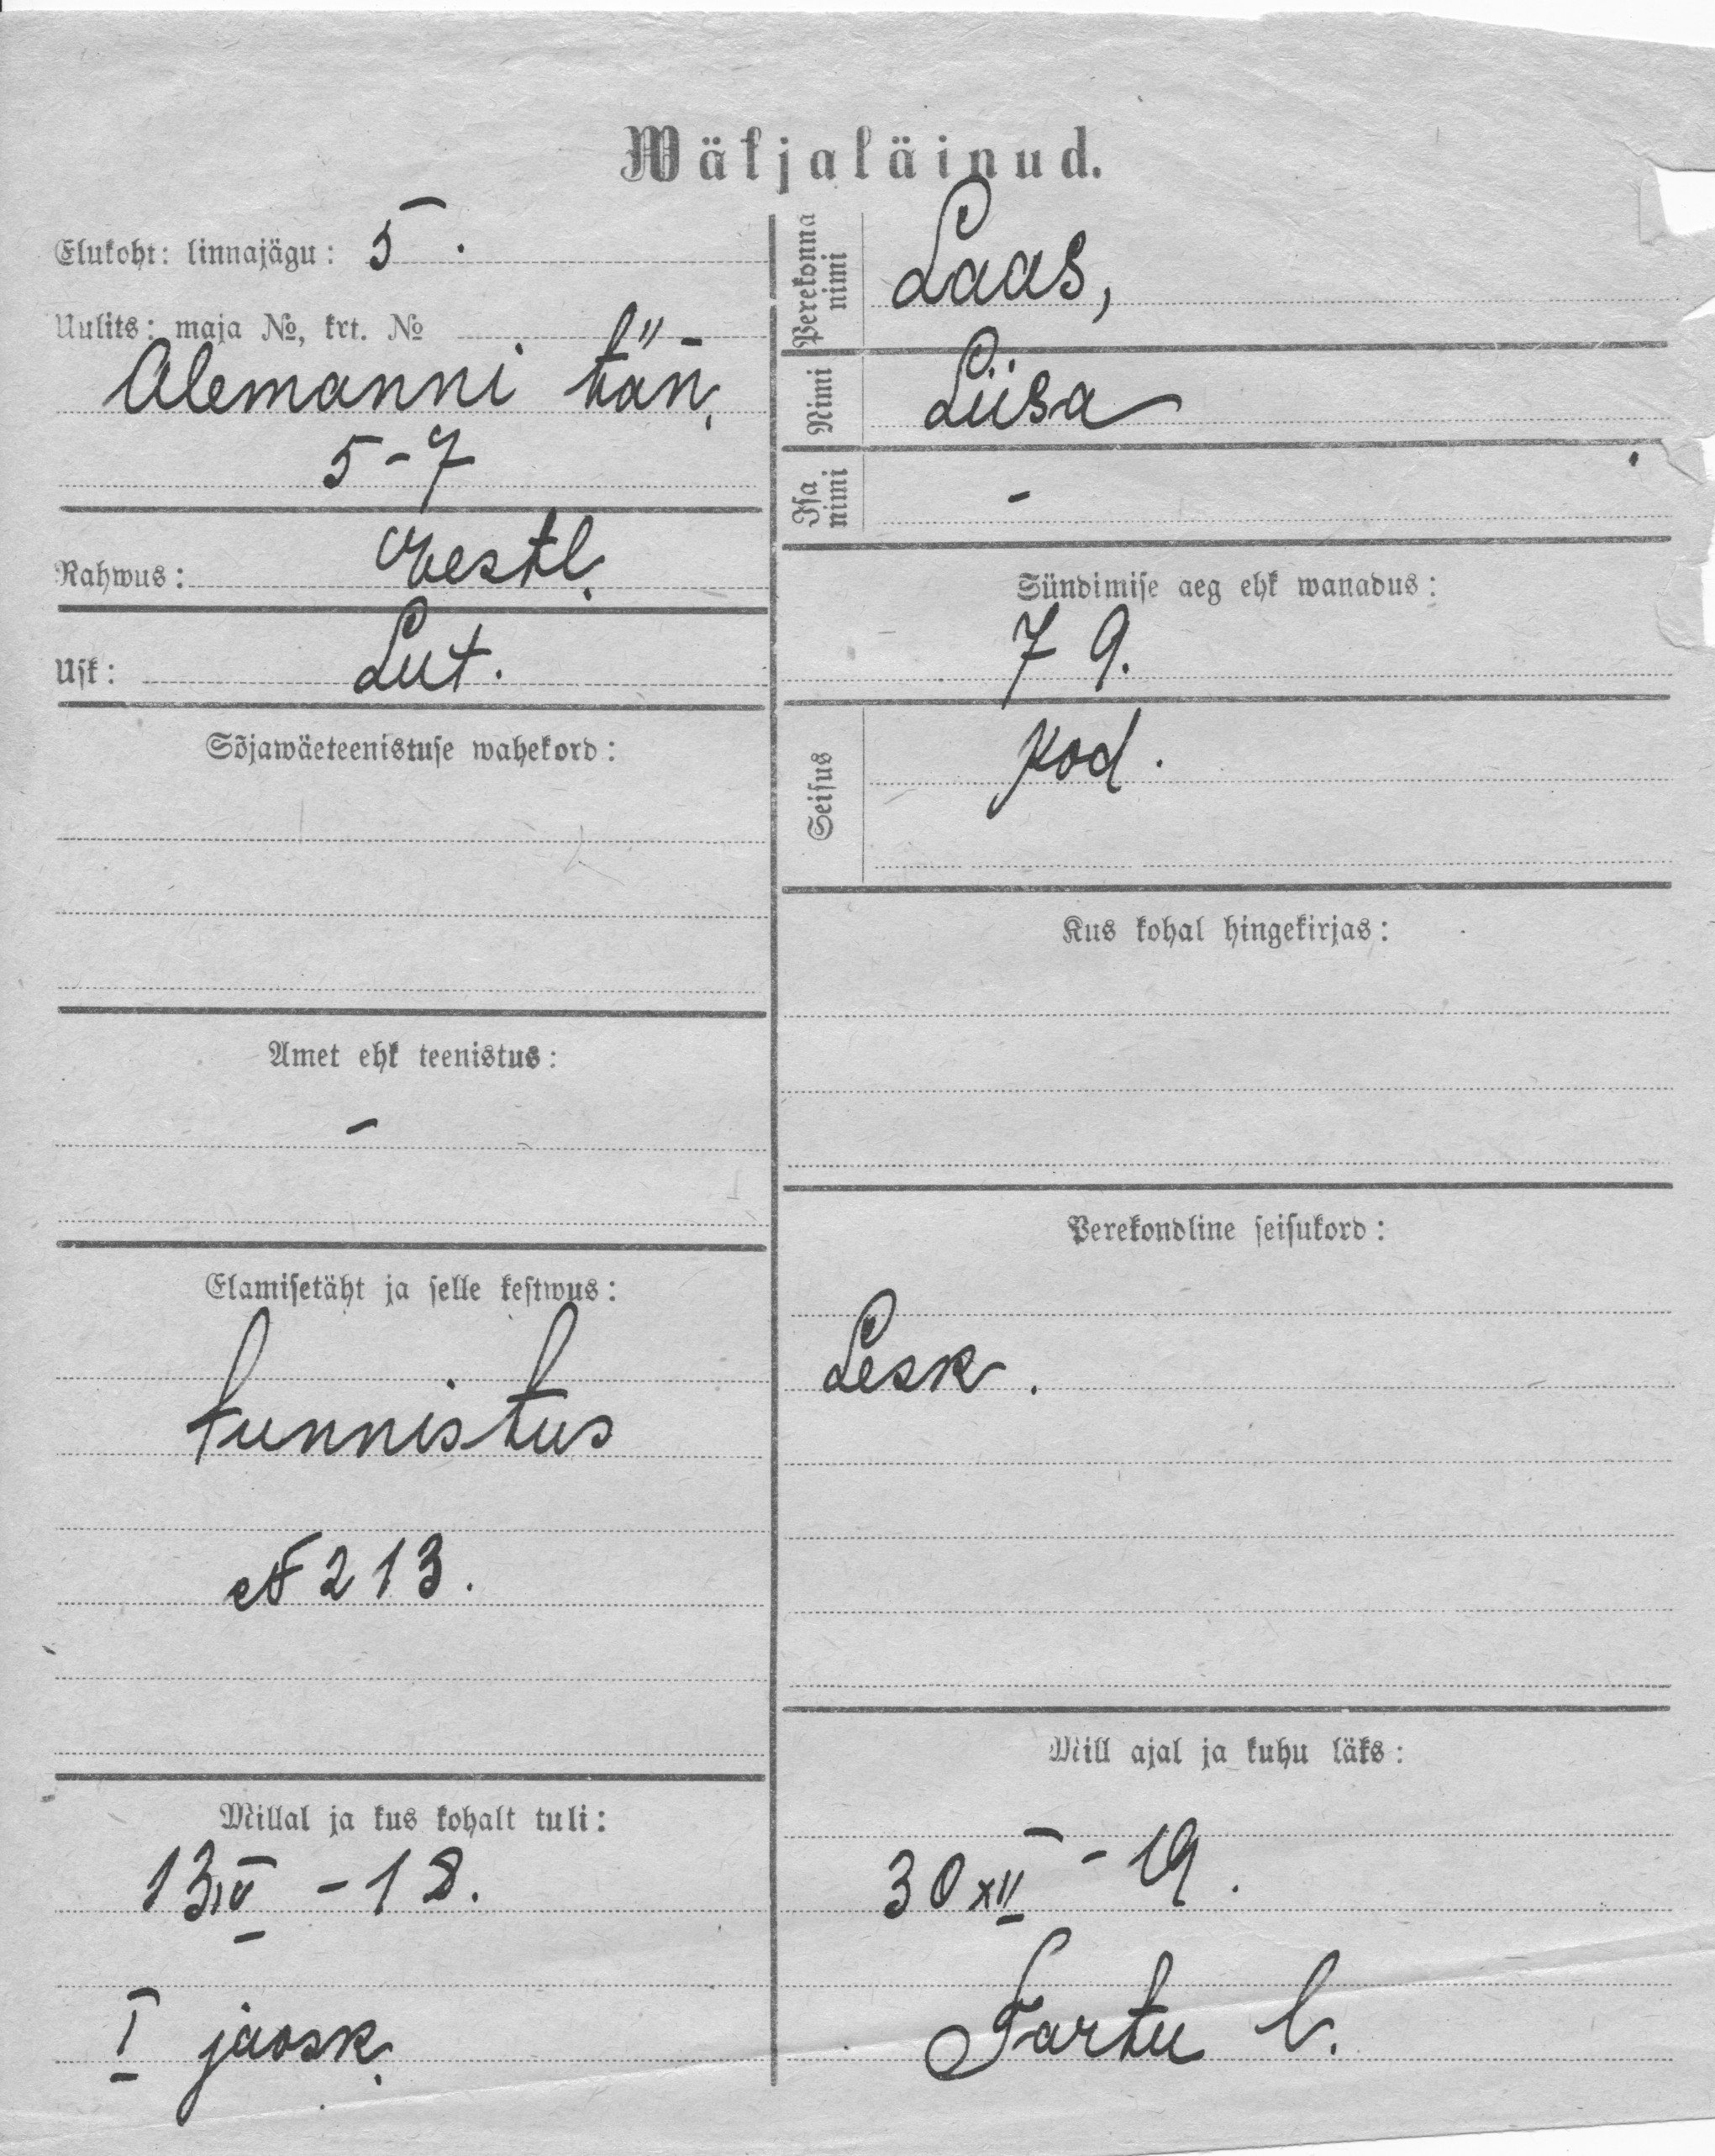 Wäljaläinud.
Elukoht: linnajägu: 5.
Uulits: maja №, krt. №
Alemanni tän.
5-7
Rahwus: eestl.
Usk: Lut.
Sõjawäeteenistuse wahekord:
Amet ehk teenistus:
-
Elamisetäht ja selle kestwus:
tunnistus
№ 213.
Millal ja kus kohalt tuli:
13 IV - 18.
I jaosk.
Perekonna nimi Laas,
Nimi Liisa
Isa nimi -
Sündimise aeg ehk wanadus:
79.
Seisus kod.
Kus kohal hingekirjas:
Perekondline seisukord:
Lesk.
Mill ajal ja kuhu läks:
30 XII - 19.
Tartu l.